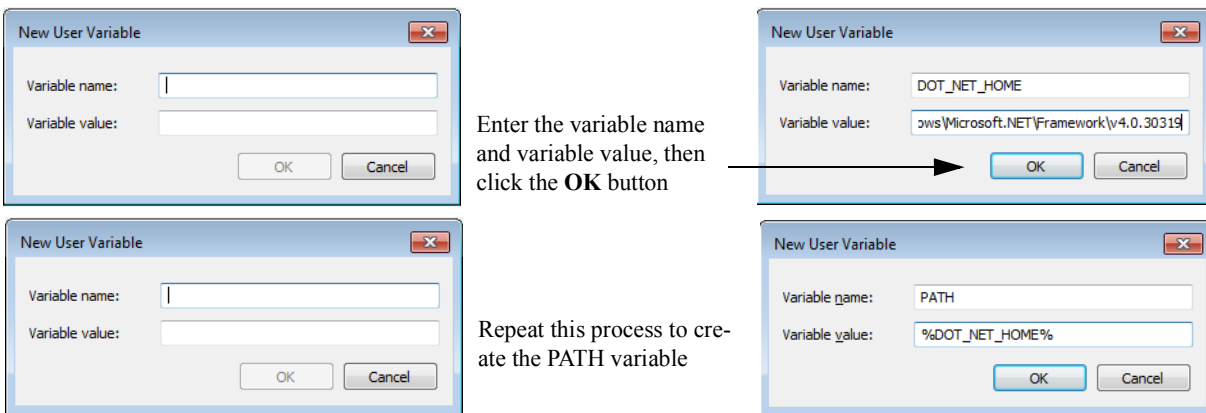 New User Variable
Variable name:
Variable value:
OK Cancel
Enter the variable name
and variable value, then
click the OK button
New User Variable
Variable name: DOT_NET_HOME
Variable value: ows\Microsoft.NET\Framework\v4.0.30319
OK Cancel
New User Variable
Variable name:
Variable value:
OK Cancel
Repeat this process to cre-
ate the PATH variable
New User Variable
Variable name: PATH
Variable value: %DOT_NET_HOME%
OK Cancel